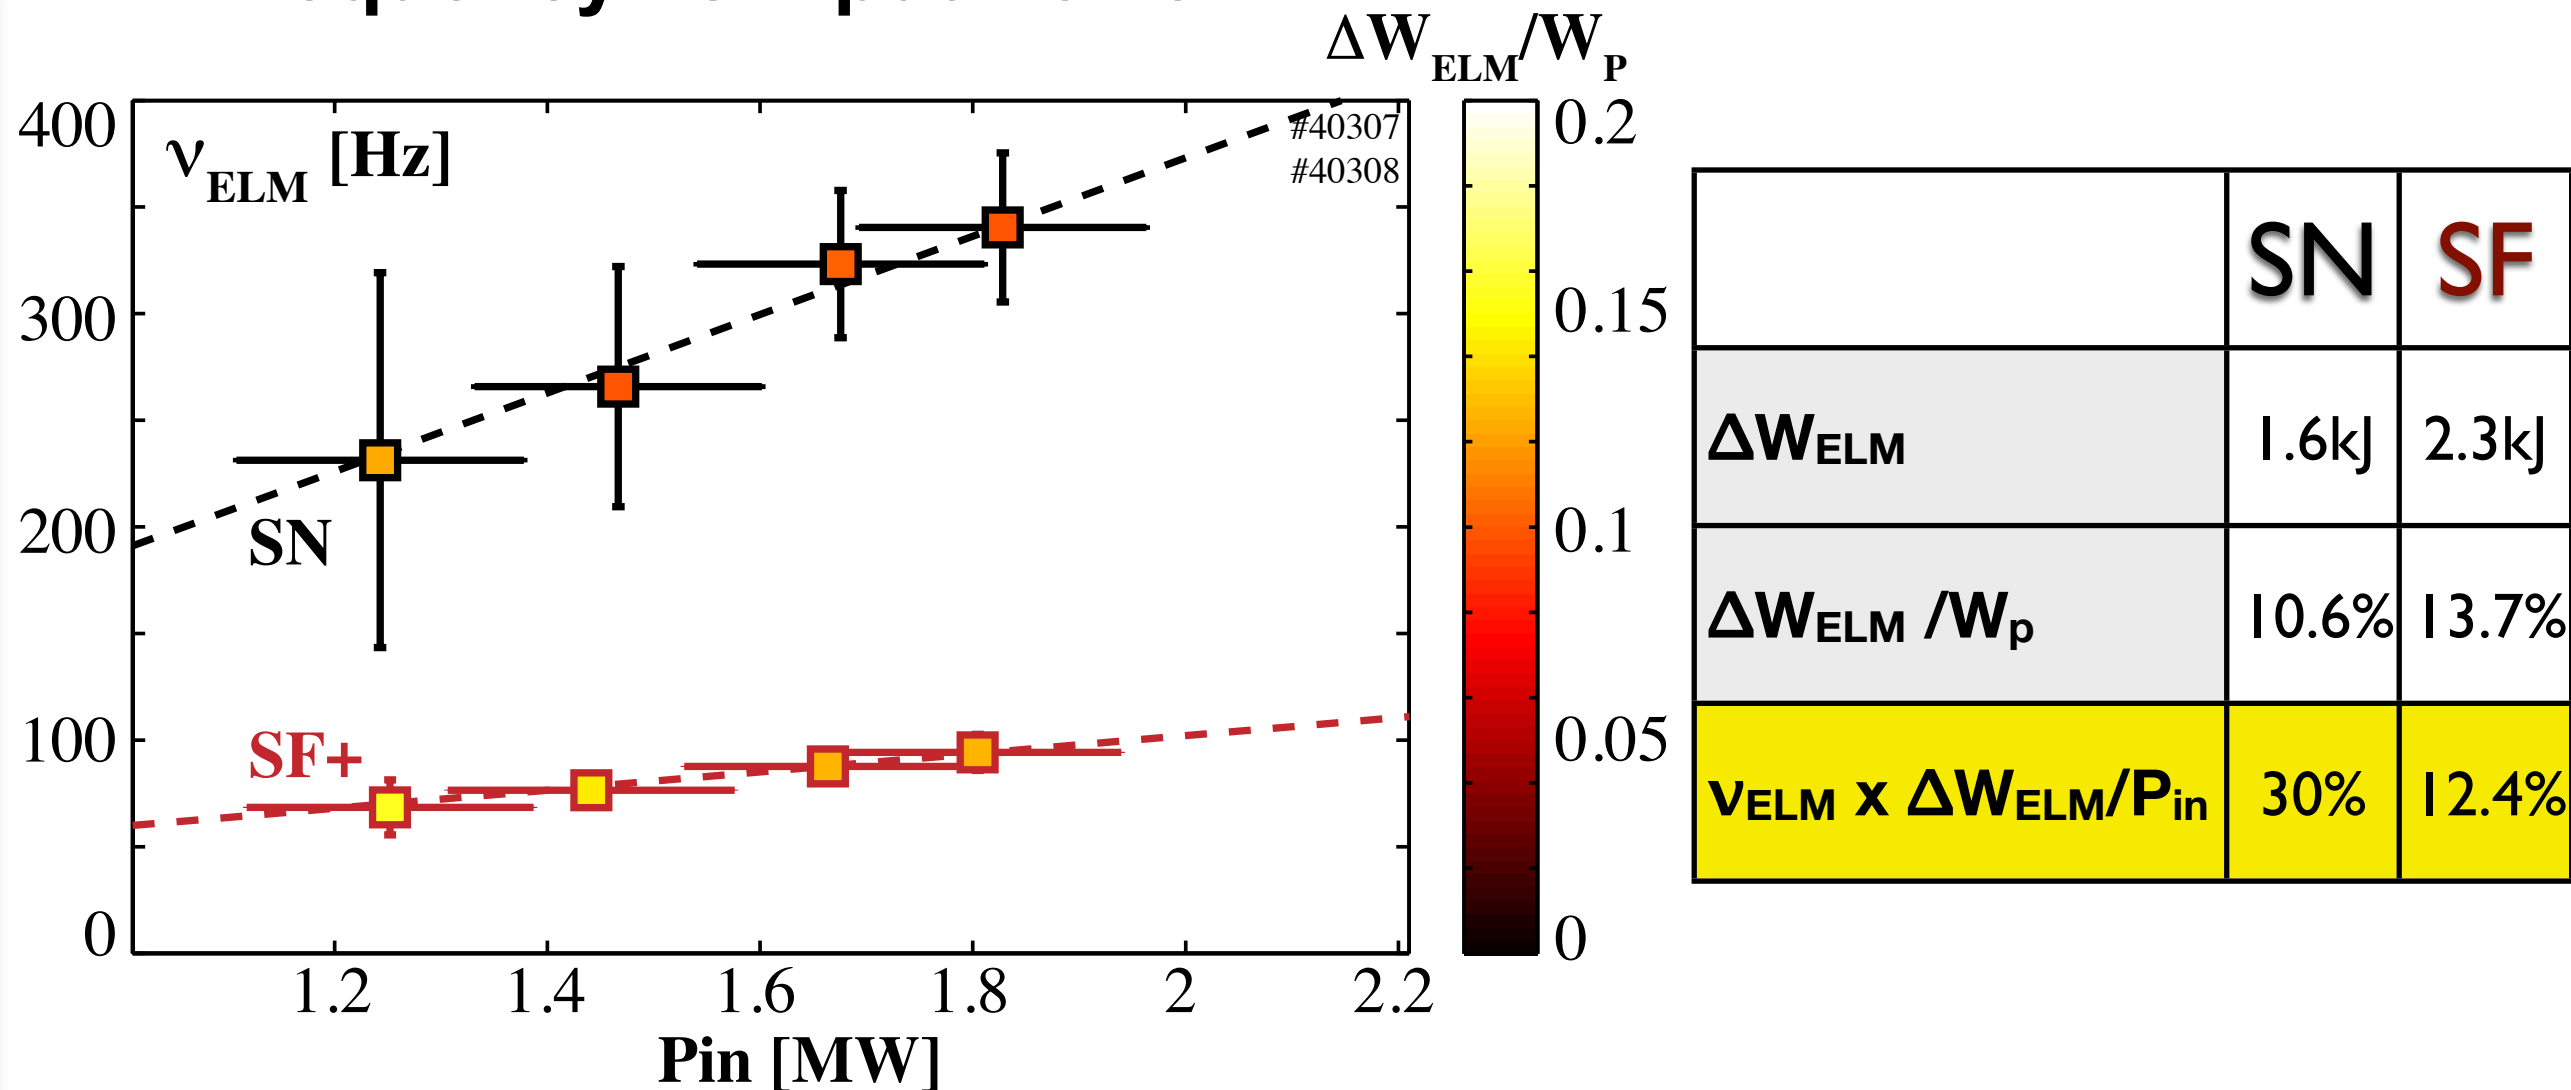 ΔW_ELM/W_P
400
300
200
100
0
ν_ELM [Hz]
#40307
#40308
SN
SF+
1.2 1.4 1.6 1.8 2 2.2
Pin [MW]
0.2
0.15
0.1
0.05
0
SN SF
ΔW_ELM 1.6kJ 2.3kJ
ΔW_ELM /W_p 10.6% 13.7%
ν_ELM x ΔW_ELM/P_in 30% 12.4%